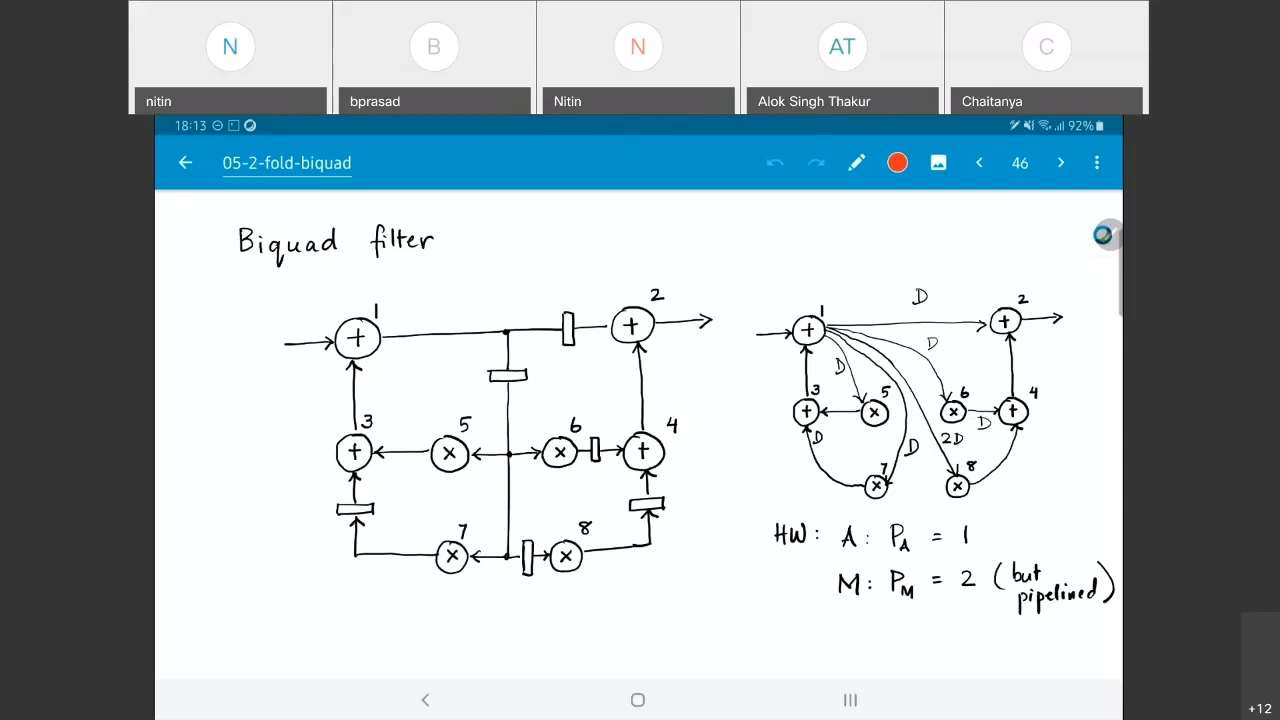 N B N AT C
nitin bprasad Nitin Alok Singh Thakur Chaitanya
18:13 92%
05-2-fold-biquad 46
Biquad filter
1 2
+ +
3 5 6 4
+ × × +
7 8
× ×
D
1 2
+ +
D D
3 5 6 4
+ × × +
D 2D D
D
7 8
× ×
HW: A: P_A = 1
M: P_M = 2 (but pipelined)
+12